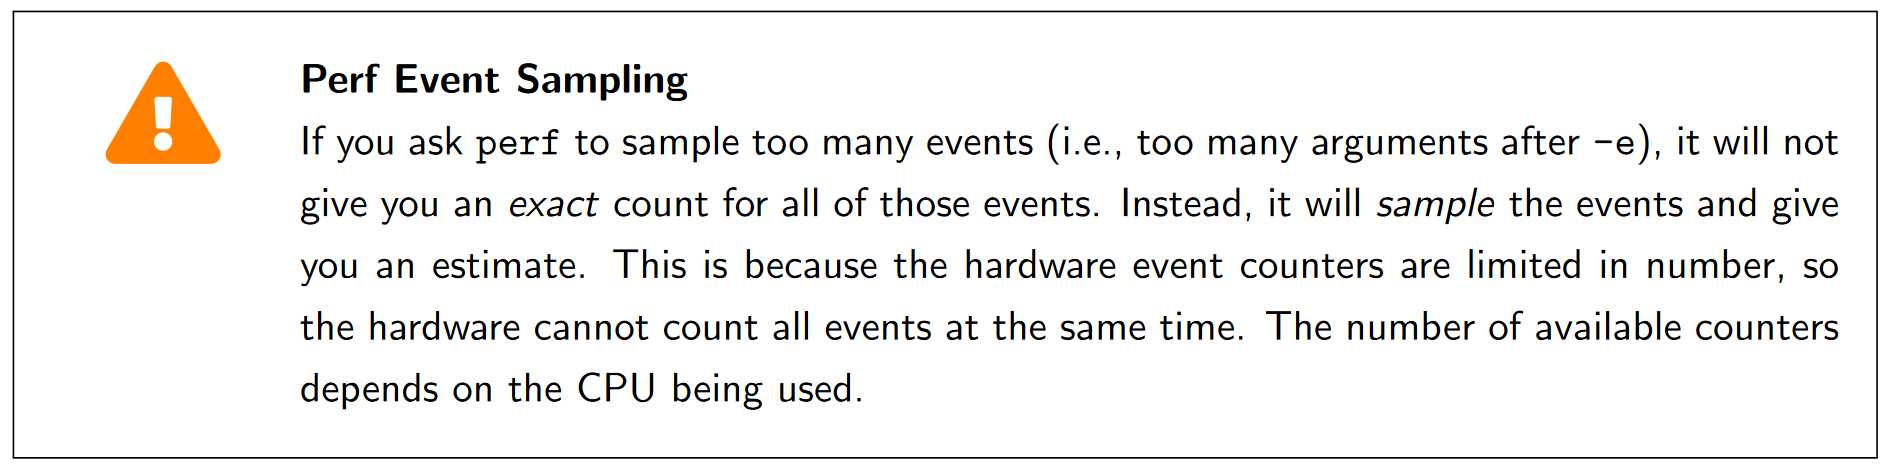 Perf Event Sampling
If you ask perf to sample too many events (i.e., too many arguments after -e), it will not
give you an exact count for all of those events. Instead, it will sample the events and give
you an estimate. This is because the hardware event counters are limited in number, so
the hardware cannot count all events at the same time. The number of available counters
depends on the CPU being used.